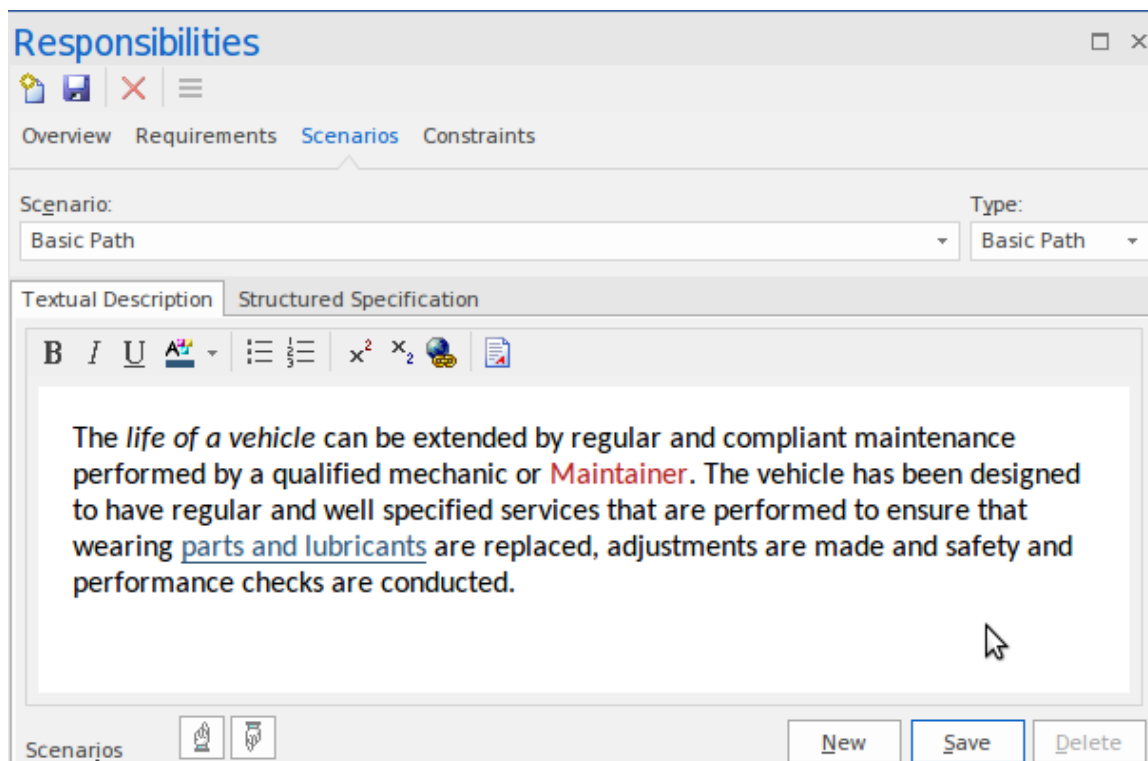 Responsibilities
Overview Requirements Scenarios Constraints
Scenario: Type:
Basic Path Basic Path
Textual Description Structured Specification
B I U x² x₂
The life of a vehicle can be extended by regular and compliant maintenance
performed by a qualified mechanic or Maintainer. The vehicle has been designed
to have regular and well specified services that are performed to ensure that
wearing parts and lubricants are replaced, adjustments are made and safety and
performance checks are conducted.
Scenarios New Save Delete